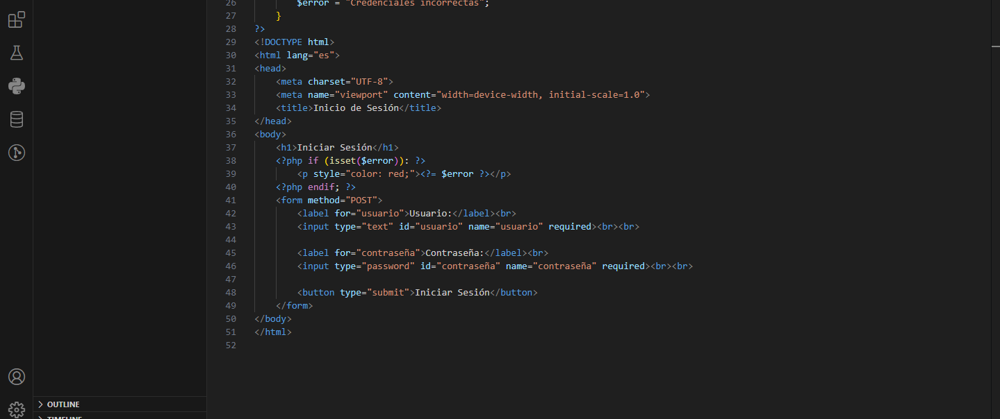 26 $error = "Credenciales incorrectas";
27 }
28 ?>
29 <!DOCTYPE html>
30 <html lang="es">
31 <head>
32 <meta charset="UTF-8">
33 <meta name="viewport" content="width=device-width, initial-scale=1.0">
34 <title>Inicio de Sesión</title>
35 </head>
36 <body>
37 <h1>Iniciar Sesión</h1>
38 <?php if (isset($error)): ?>
39 <p style="color: red;"><?= $error ?></p>
40 <?php endif; ?>
41 <form method="POST">
42 <label for="usuario">Usuario:</label><br>
43 <input type="text" id="usuario" name="usuario" required><br><br>
44
45 <label for="contraseña">Contraseña:</label><br>
46 <input type="password" id="contraseña" name="contraseña" required><br><br>
47
48 <button type="submit">Iniciar Sesión</button>
49 </form>
50 </body>
51 </html>
52
OUTLINE
TIMELINE